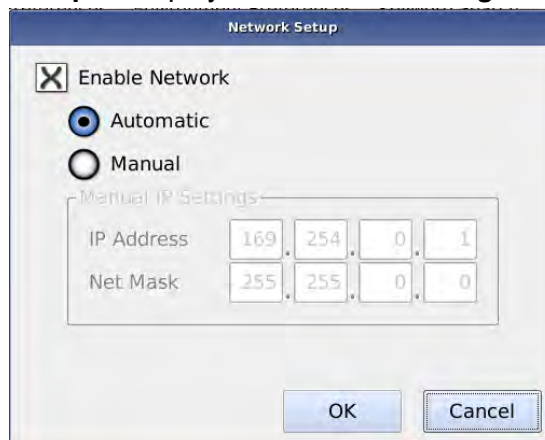 Network Setup
Enable Network
Automatic
Manual
Manual IP Settings
IP Address 169 . 254 . 0 . 1
Net Mask 255 . 255 . 0 . 0
OK Cancel